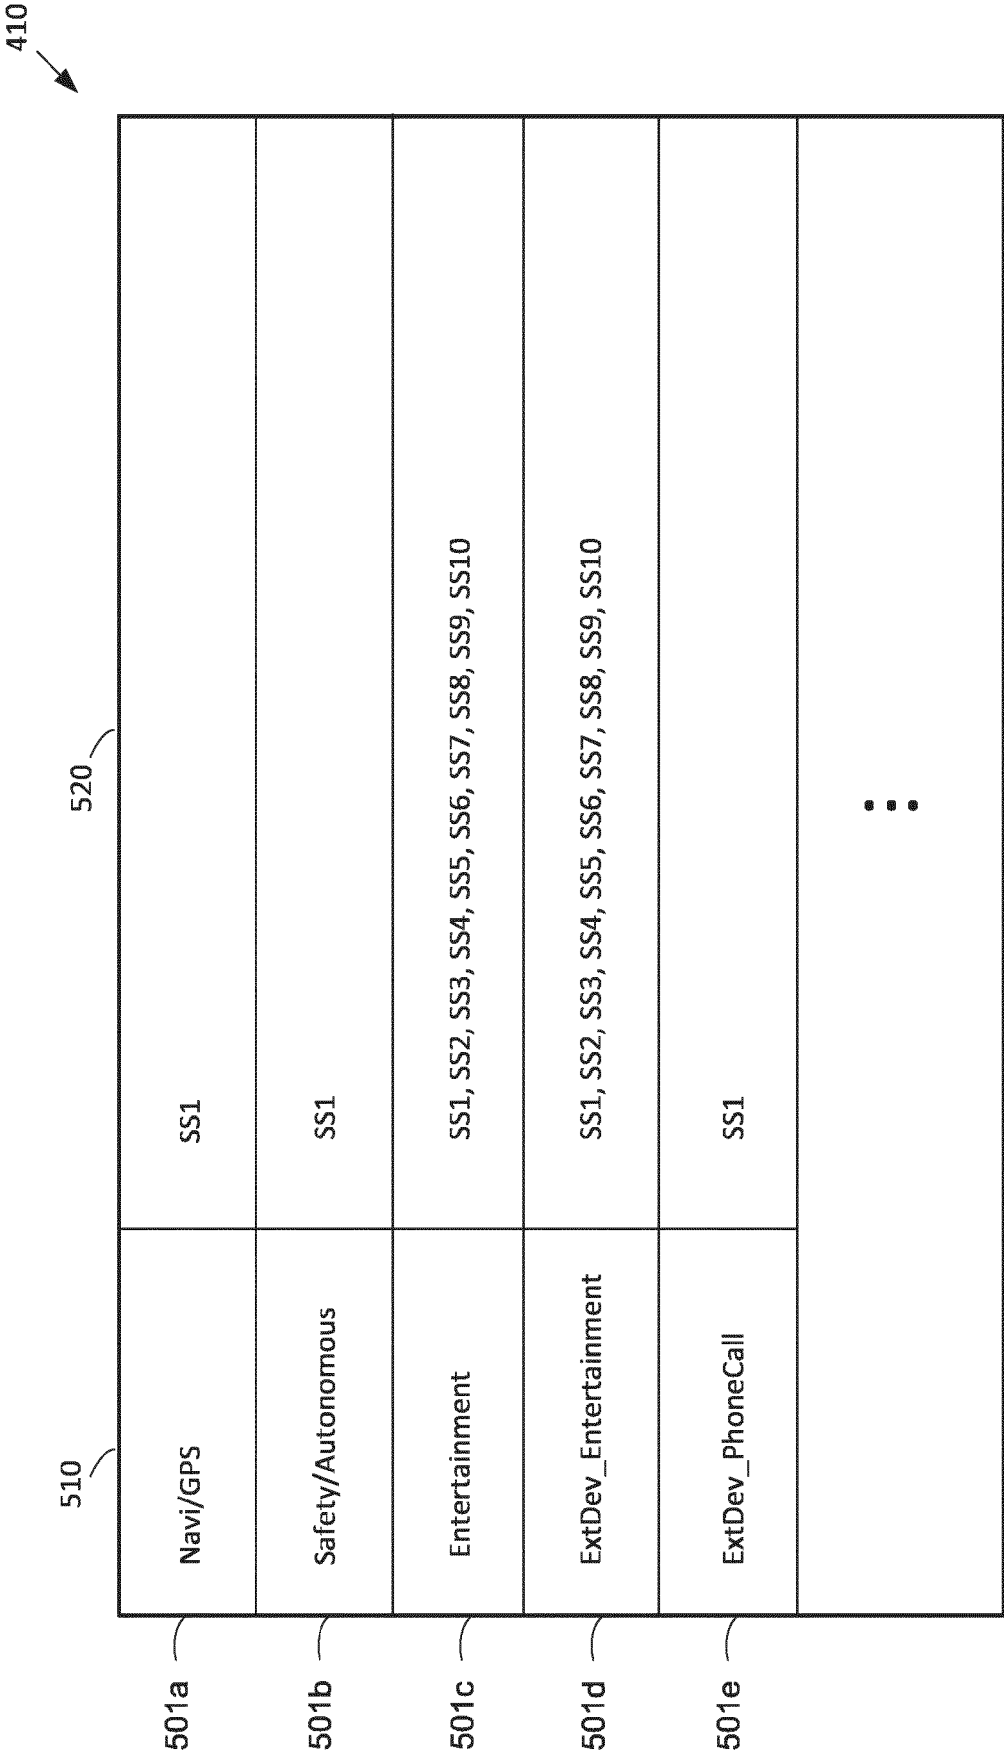 410
510
520
501a
Navi/GPS
SS1
501b
Safety/Autonomous
SS1
501c
Entertainment
SS1, SS2, SS3, SS4, SS5, SS6, SS7, SS8, SS9, SS10
501d
ExtDev_Entertainment
SS1, SS2, SS3, SS4, SS5, SS6, SS7, SS8, SS9, SS10
501e
ExtDev_PhoneCall
SS1